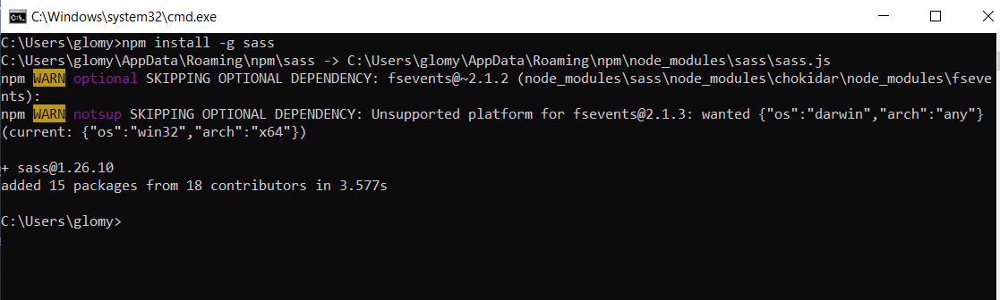 C:\Windows\system32\cmd.exe
C:\Users\glomy>npm install -g sass
C:\Users\glomy\AppData\Roaming\npm\sass -> C:\Users\glomy\AppData\Roaming\npm\node_modules\sass\sass.js
npm WARN optional SKIPPING OPTIONAL DEPENDENCY: fsevents@~2.1.2 (node_modules\sass\node_modules\chokidar\node_modules\fseve
nts):
npm WARN notsup SKIPPING OPTIONAL DEPENDENCY: Unsupported platform for fsevents@2.1.3: wanted {"os":"darwin","arch":"any"}
(current: {"os":"win32","arch":"x64"})
+ sass@1.26.10
added 15 packages from 18 contributors in 3.577s
C:\Users\glomy>